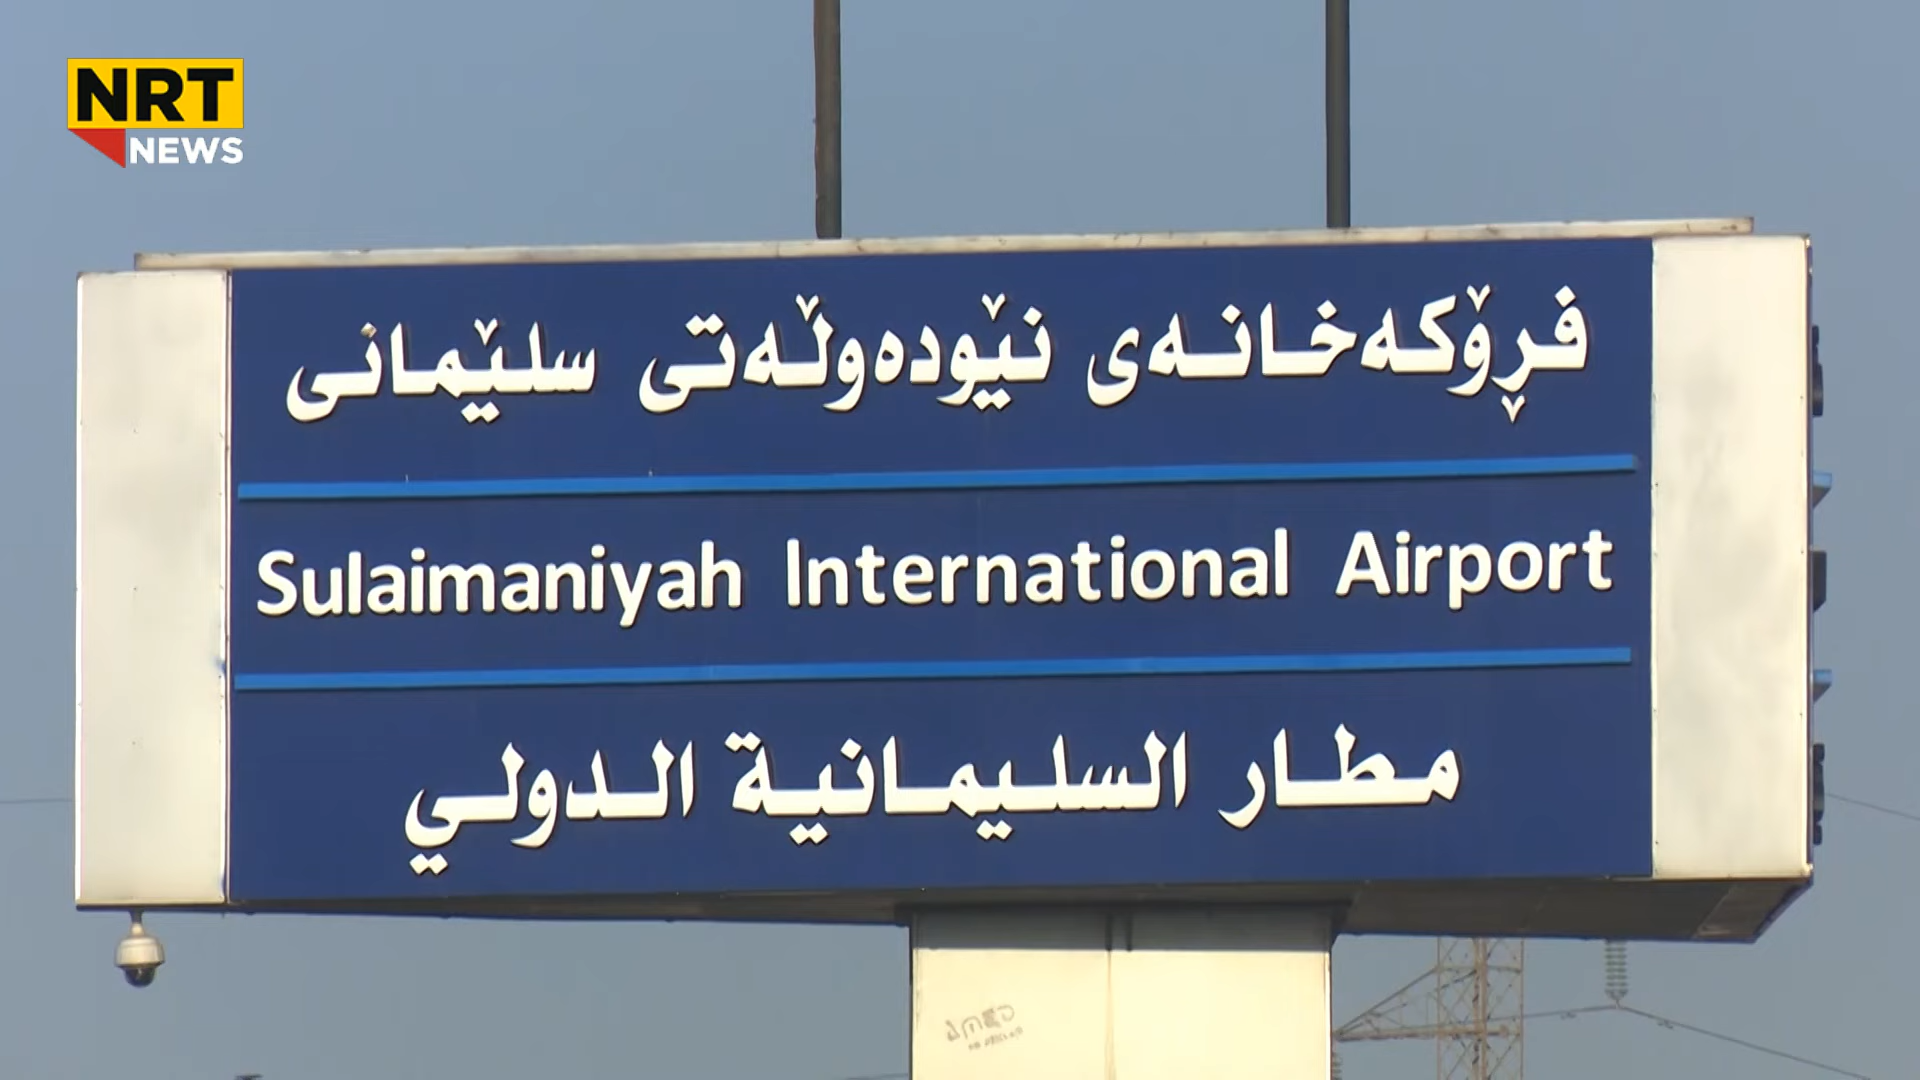 NRT
NEWS
فڕۆکەخانەی نێودەوڵەتی سلێمانی
Sulaimaniyah International Airport
مطار السليمانية الدولي